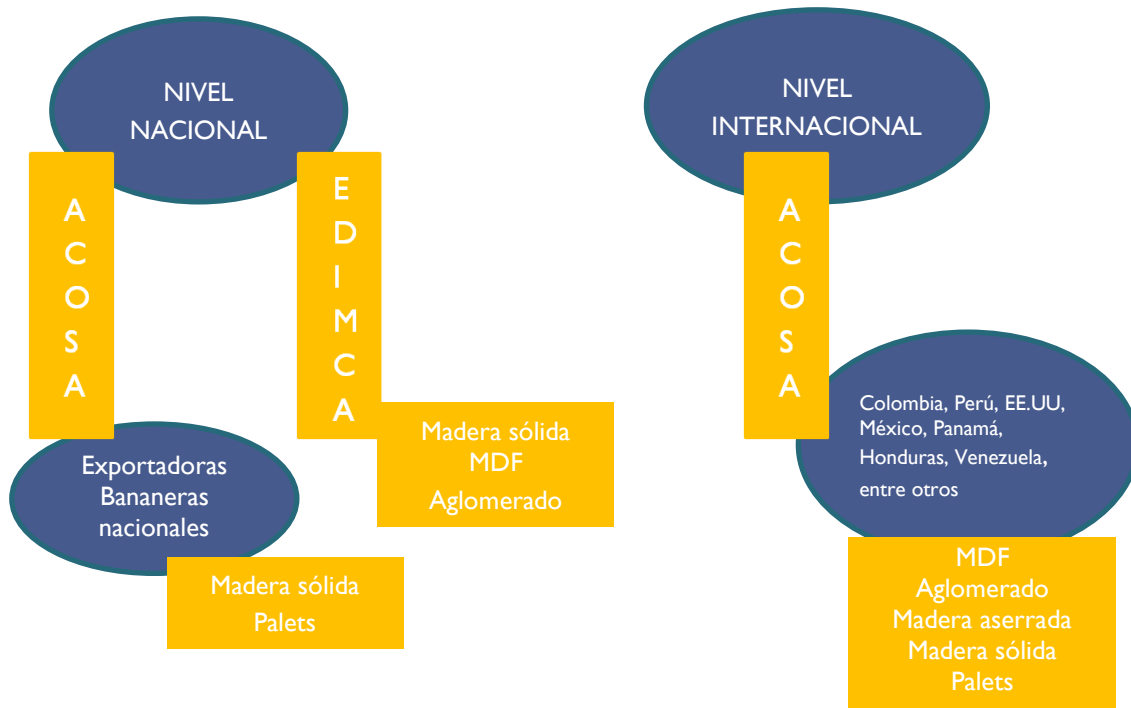 NIVEL
NACIONAL
A
C
O
S
A
E
D
I
M
C
A
Exportadoras
Bananeras
nacionales
Madera sólida
Palets
Madera sólida
MDF
Aglomerado
NIVEL
INTERNACIONAL
A
C
O
S
A
Colombia, Perú, EE.UU,
México, Panamá,
Honduras, Venezuela,
entre otros
MDF
Aglomerado
Madera aserrada
Madera sólida
Palets